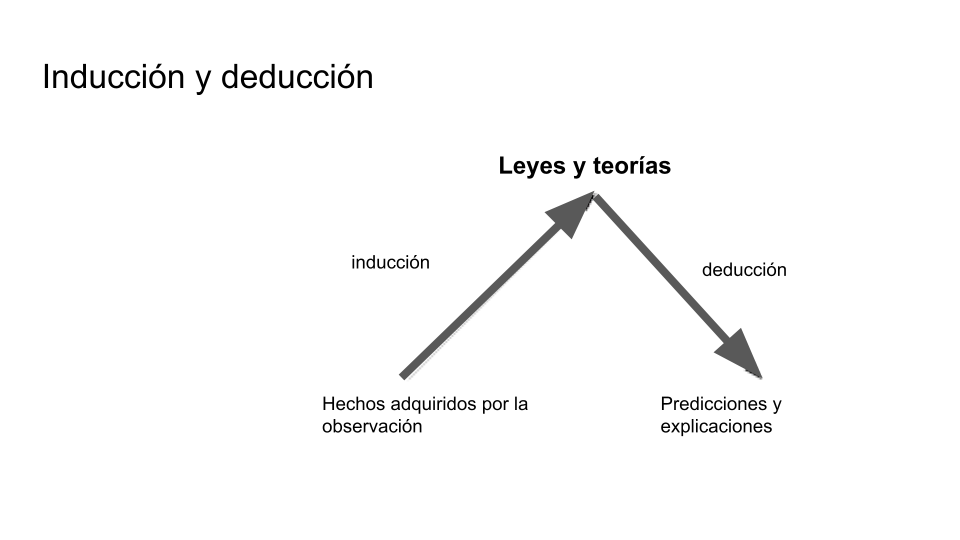 Inducción y deducción
Leyes y teorías
inducción
deducción
Hechos adquiridos por la
observación
Predicciones y
explicaciones